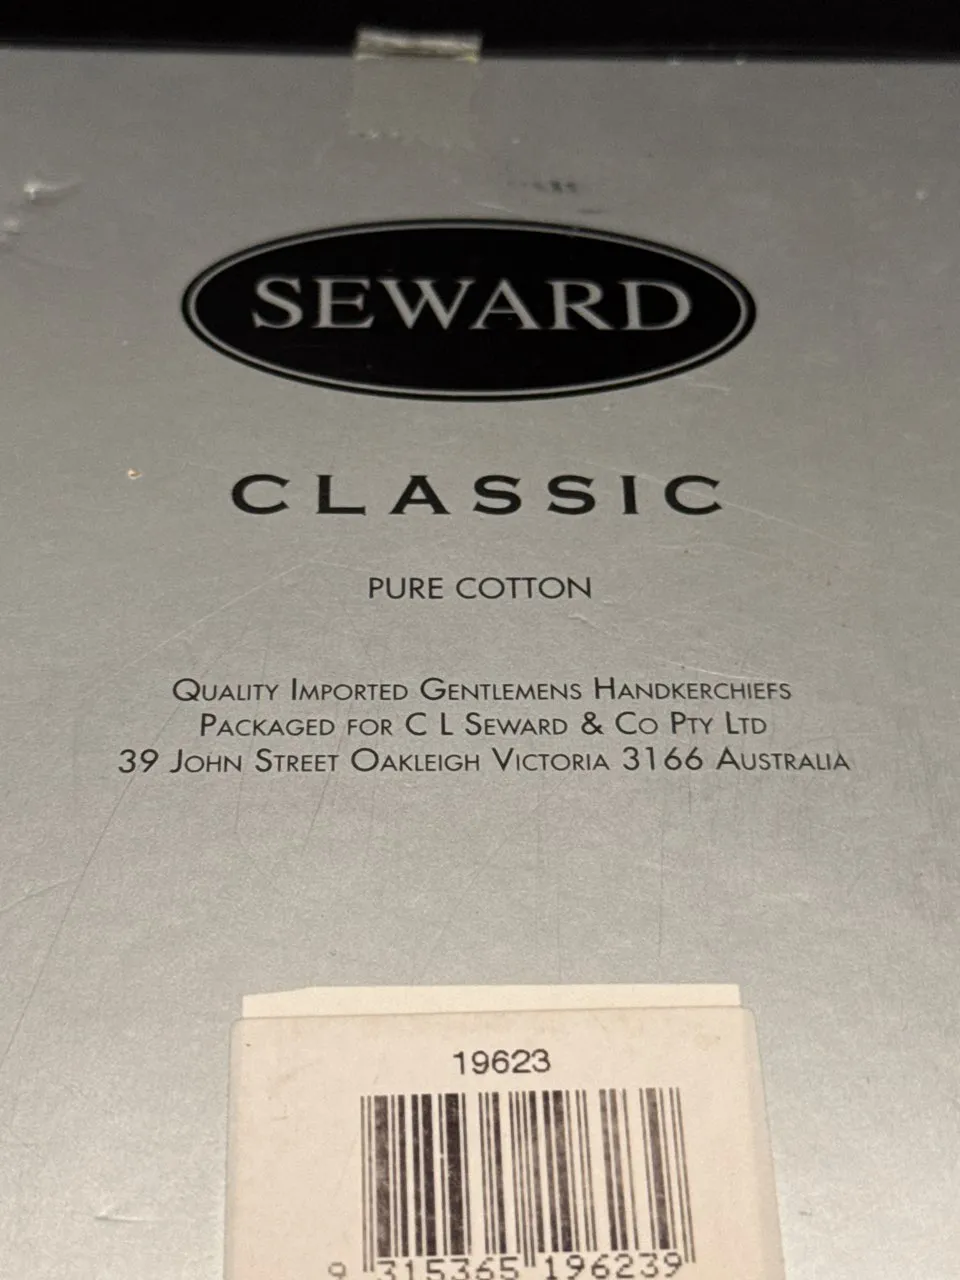 SEWARD
CLASSIC
PURE COTTON
QUALITY IMPORTED GENTLEMENS HANDKERCHIEFS
PACKAGED FOR C L SEWARD & CO PTY LTD
39 JOHN STREET OAKLEIGH VICTORIA 3166 AUSTRALIA
19623
9 315365 196239